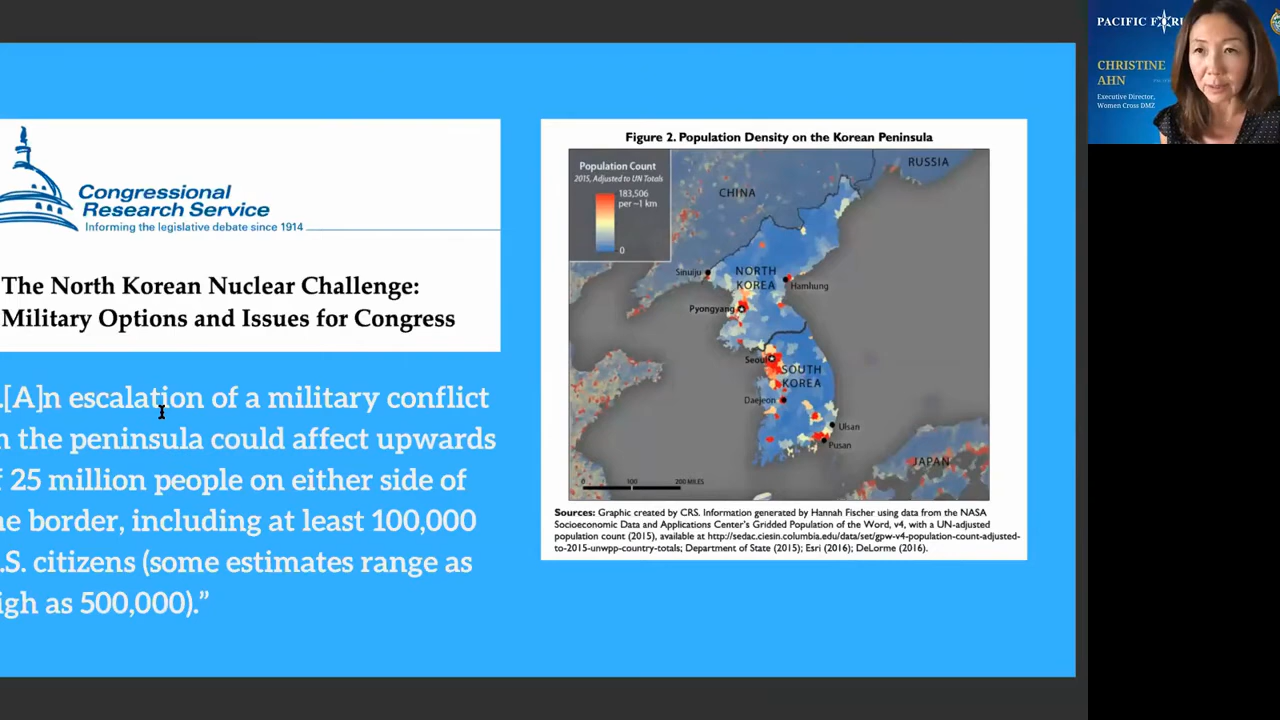 Congressional
Research Service
Informing the legislative debate since 1914
The North Korean Nuclear Challenge:
Military Options and Issues for Congress
.[A]n escalation of a military conflict
n the peninsula could affect upwards
f 25 million people on either side of
he border, including at least 100,000
.S. citizens (some estimates range as
igh as 500,000).”
Figure 2. Population Density on the Korean Peninsula
Population Count
2015, Adjusted to UN Totals
183,506
per ~1 km
0
RUSSIA
CHINA
Sinuiju
NORTH
KOREA
Hamhung
Pyongyang
Seoul
SOUTH
KOREA
Daejeon
Ulsan
Pusan
JAPAN
0 100 200 MILES
Sources: Graphic created by CRS. Information generated by Hannah Fischer using data from the NASA
Socioeconomic Data and Applications Center's Gridded Population of the Word, v4, with a UN-adjusted
population count (2015), available at http://sedac.ciesin.columbia.edu/data/set/gpw-v4-population-count-adjusted-
to-2015-unwpp-country-totals; Department of State (2015); Esri (2016); DeLorme (2016).
PACIFIC
CHRISTINE
AHN
Executive Director,
Women Cross DMZ